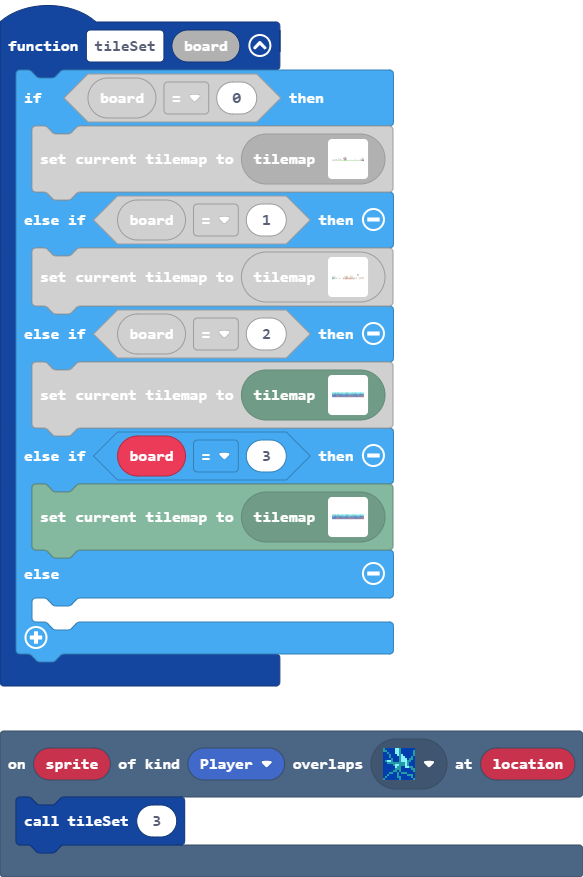 function tileSet board
if board = 0 then
set current tilemap to tilemap
else if board = 1 then
set current tilemap to tilemap
else if board = 2 then
set current tilemap to tilemap
else if board = 3 then
set current tilemap to tilemap
else
on sprite of kind Player overlaps at location
call tileSet 3